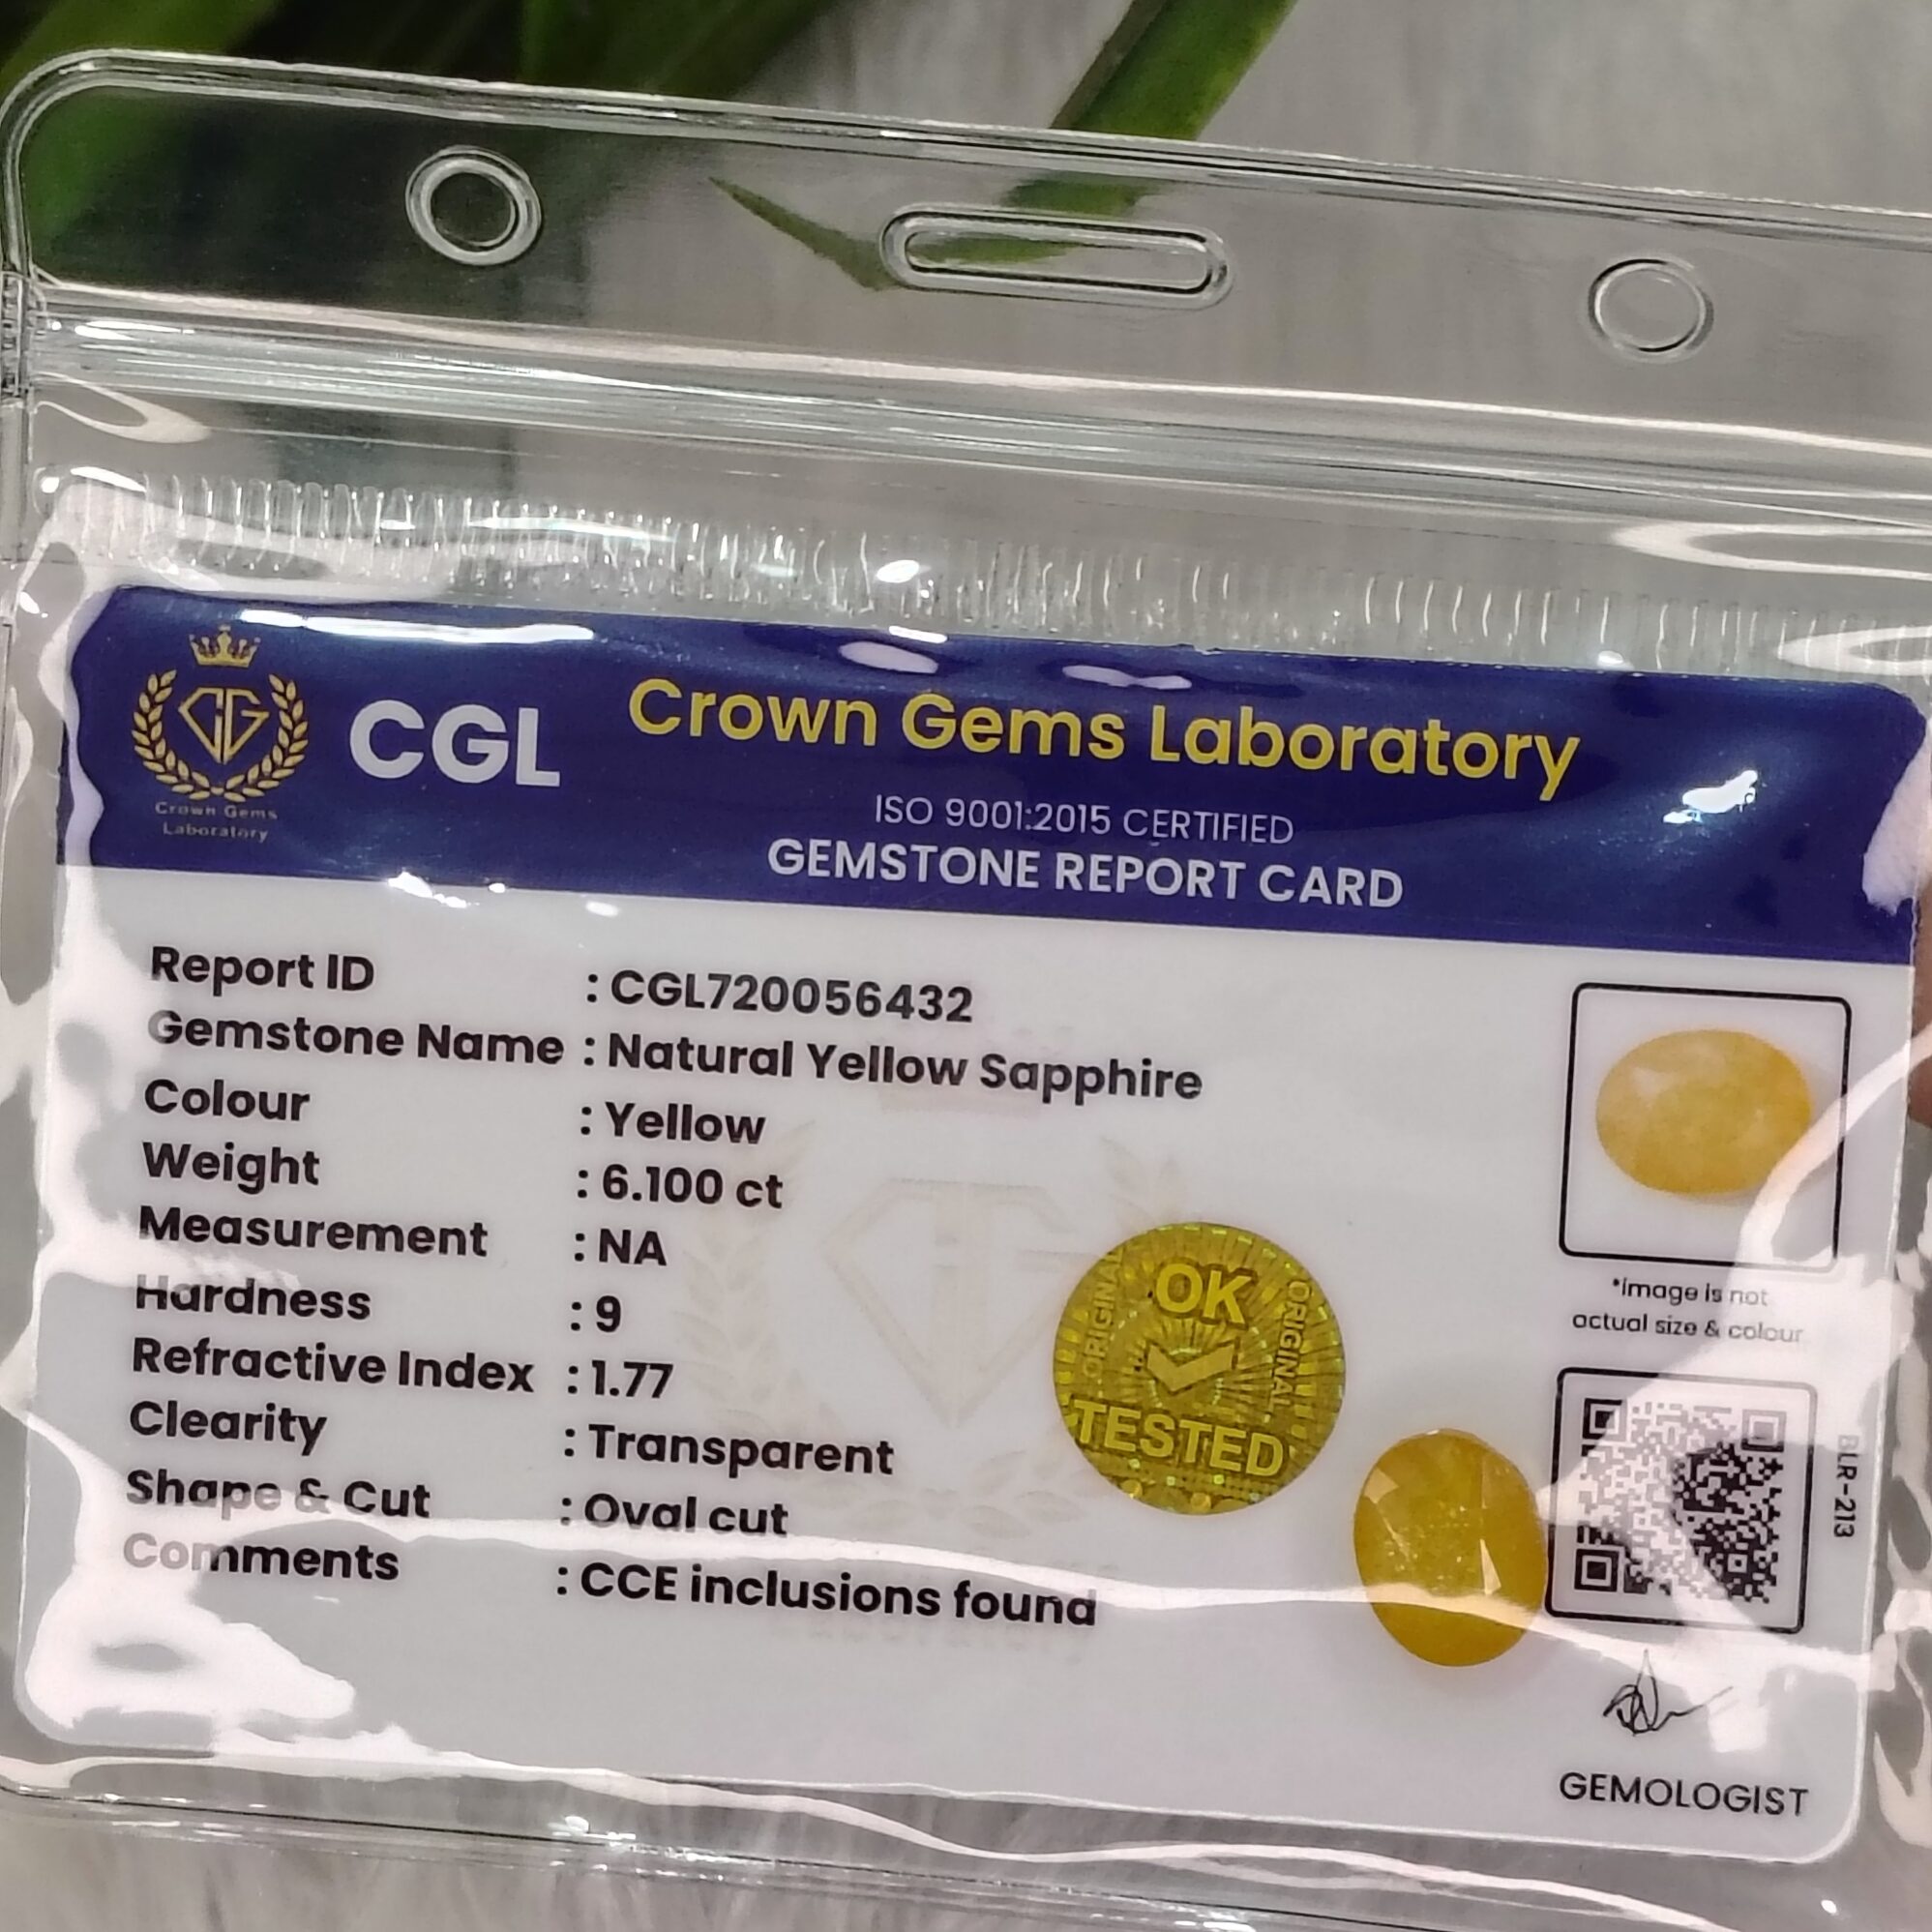 CGL
Crown Gems Laboratory
Crown Gems
Laboratory
ISO 9001:2015 CERTIFIED
GEMSTONE REPORT CARD
Report ID : CGL720056432
Gemstone Name : Natural Yellow Sapphire
Colour : Yellow
Weight : 6.100 ct
Measurement : NA
Hardness : 9
Refractive Index : 1.77
Clearity : Transparent
Shape & Cut : Oval cut
Comments : CCE inclusions found
*image is not
actual size & colour
ORIGINAL
OK
ORIGINAL
TESTED
BLR-213
GEMOLOGIST